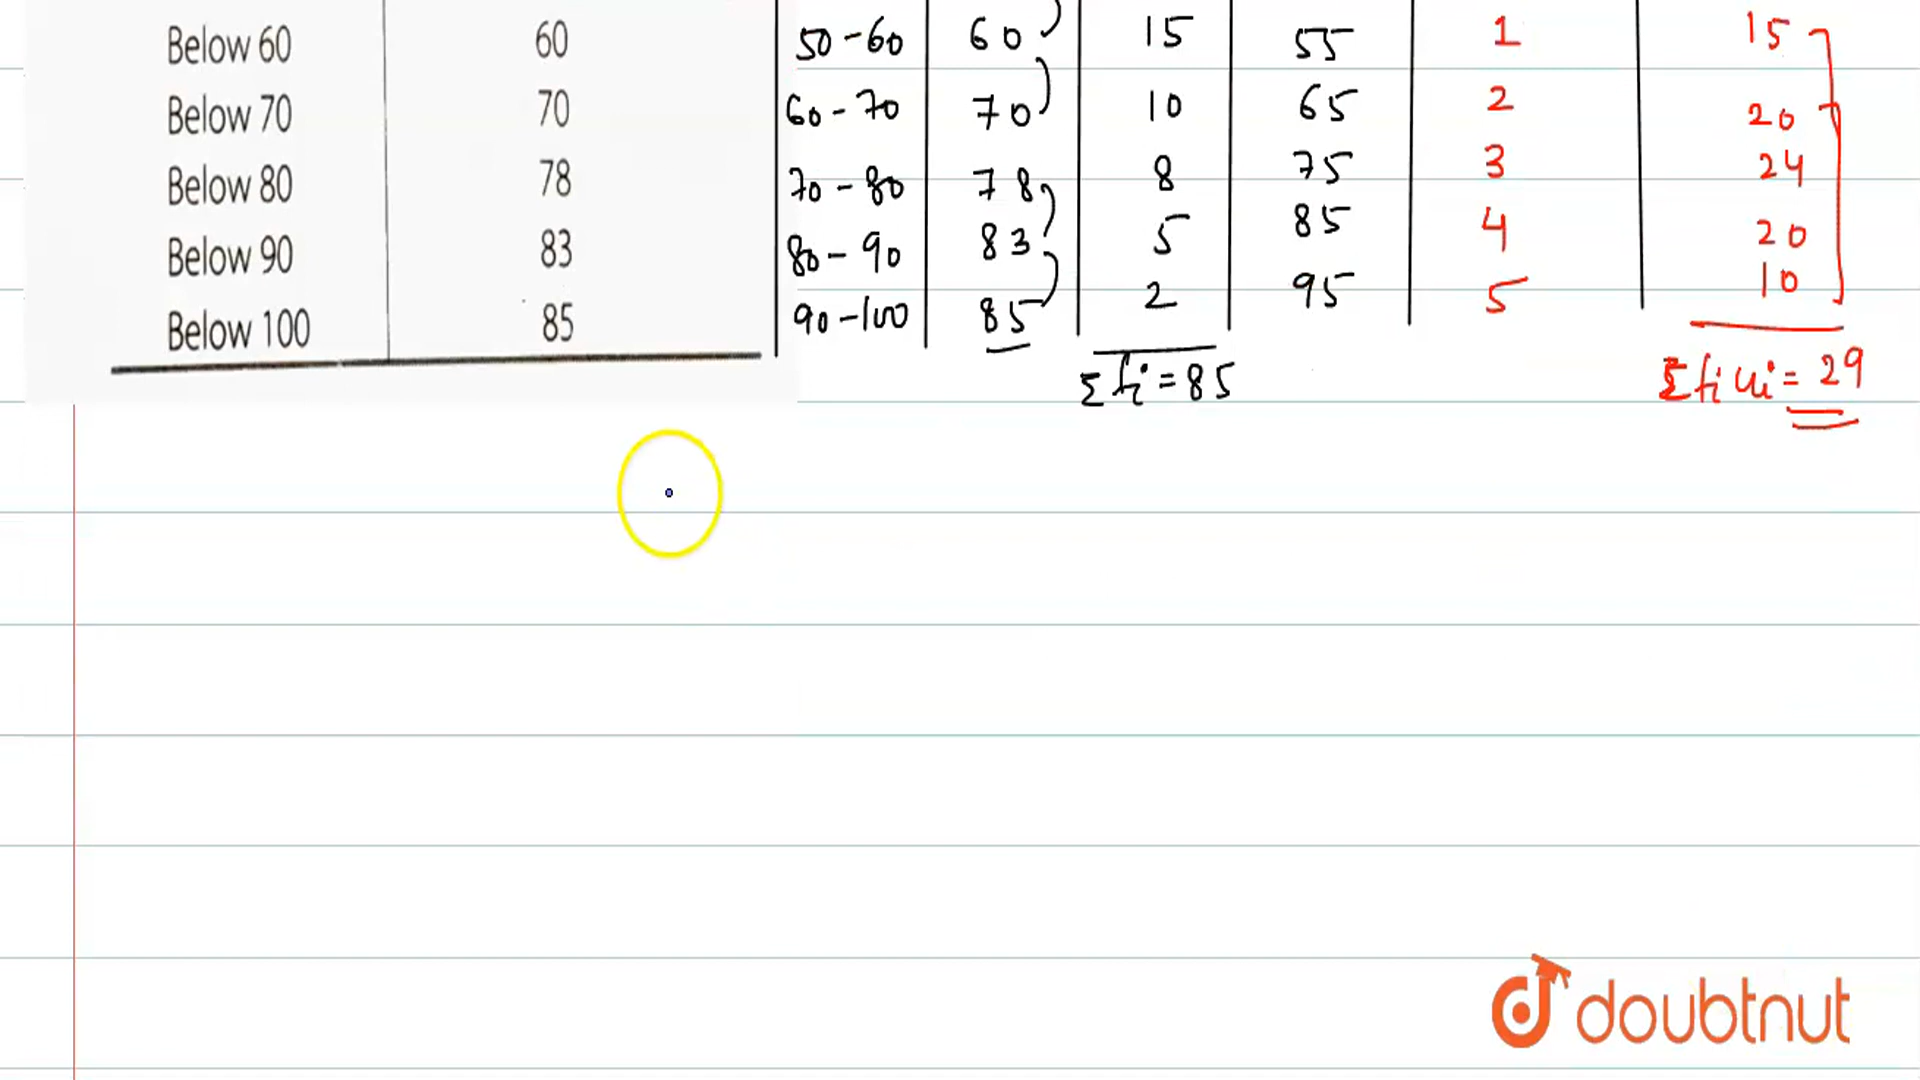 Below 60 60 50-60 60 15 55 1 15
Below 70 70 60-70 70 10 65 2 20
Below 80 78 70-80 78 8 75 3 24
Below 90 83 80-90 83 5 85 4 20
Below 100 85 90-100 85 2 95 5 10
Σfi=85 Σfiui=29
doubtnut